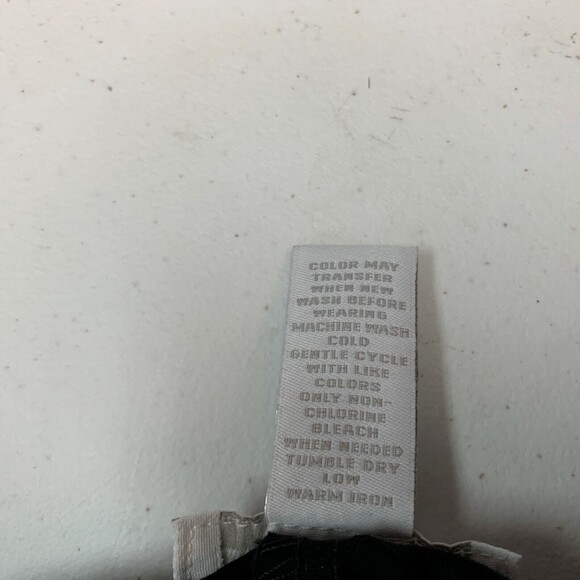 COLOR MAY
TRANSFER
WHEN NEW
WASH BEFORE
WEARING
MACHINE WASH
COLD
GENTLE CYCLE
WITH LIKE
COLORS
ONLY NON-
CHLORINE
BLEACH
WHEN NEEDED
TUMBLE DRY
LOW
WARM IRON